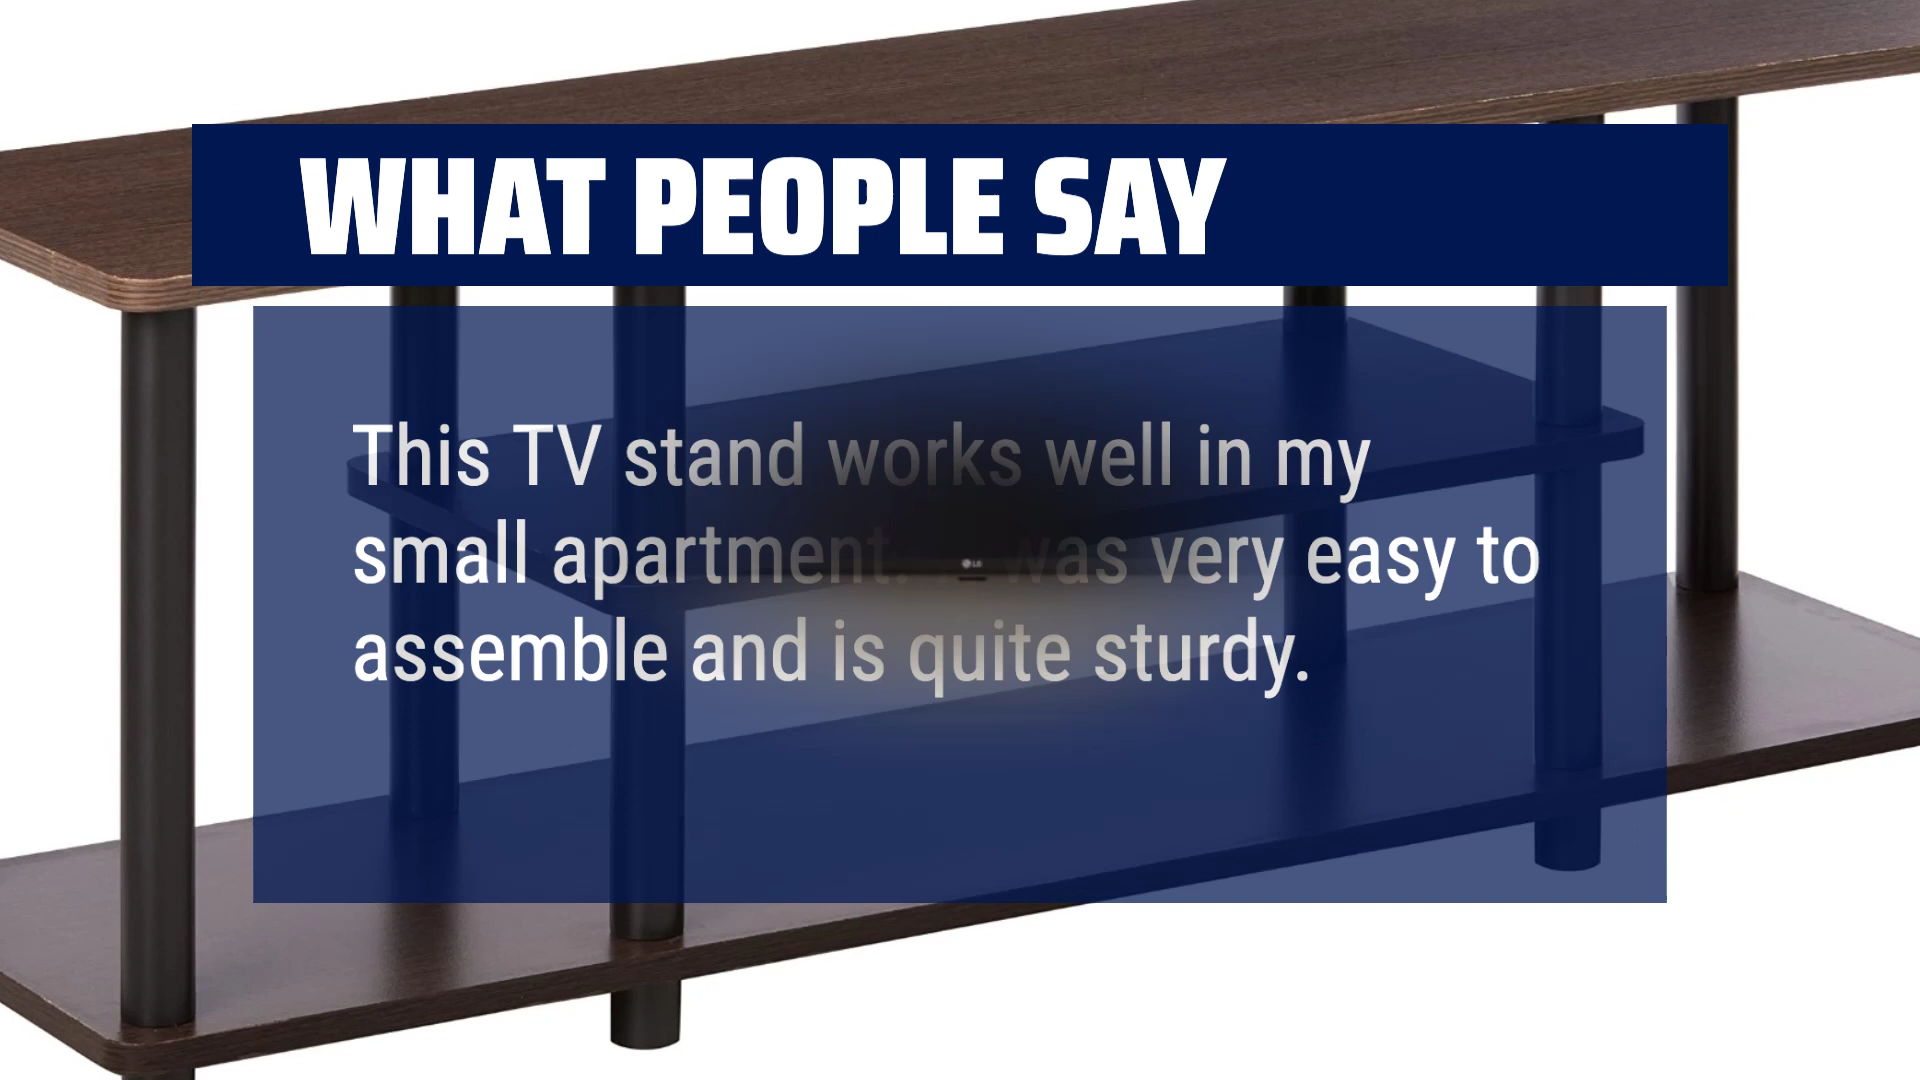 WHAT PEOPLE SAY
This TV stand works well in my
small apartment. was very easy to
LG
assemble and is quite sturdy.